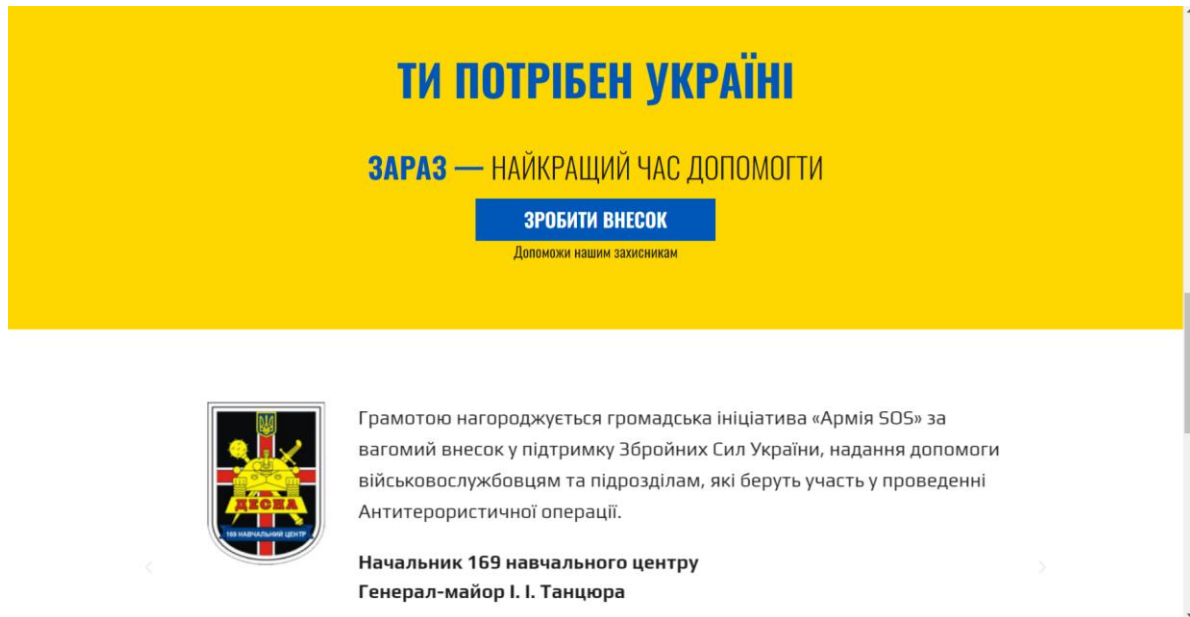 ТИ ПОТРІБЕН УКРАЇНІ
ЗАРАЗ — НАЙКРАЩИЙ ЧАС ДОПОМОГТИ
ЗРОБИТИ ВНЕСОК
Допоможи нашим захисникам
ДЕСНА
169 НАВЧАЛЬНИЙ ЦЕНТР
Грамотою нагороджується громадська ініціатива «Армія SOS» за
вагомий внесок у підтримку Збройних Сил України, надання допомоги
військовослужбовцям та підрозділам, які беруть участь у проведенні
Антитерористичної операції.
Начальник 169 навчального центру
Генерал-майор І. І. Танцюра